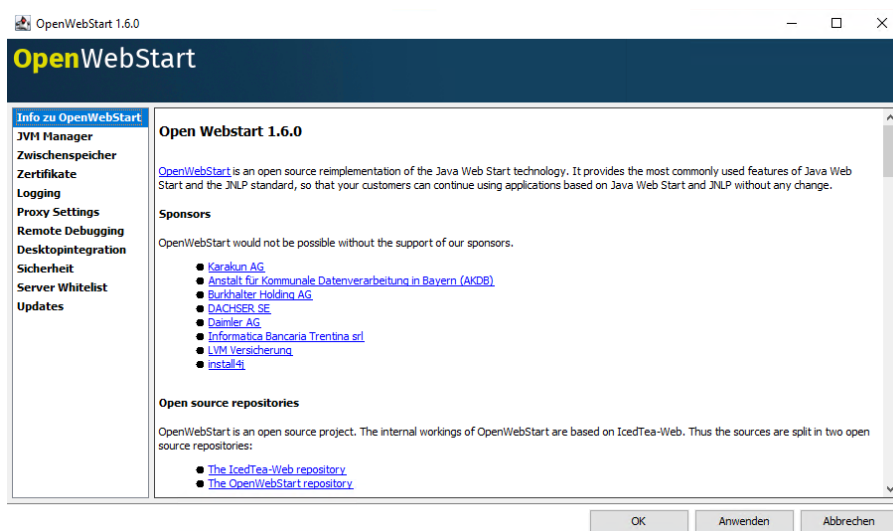 OpenWebStart 1.6.0
OpenWebStart
Info zu OpenWebStart
JVM Manager
Zwischenspeicher
Zertifikate
Logging
Proxy Settings
Remote Debugging
Desktopintegration
Sicherheit
Server Whitelist
Updates
Open Webstart 1.6.0
OpenWebStart is an open source reimplementation of the Java Web Start technology. It provides the most commonly used features of Java Web
Start and the JNLP standard, so that your customers can continue using applications based on Java Web Start and JNLP without any change.
Sponsors
OpenWebStart would not be possible without the support of our sponsors.
Karakun AG
Anstalt für Kommunale Datenverarbeitung in Bayern (AKDB)
Burkhalter Holding AG
DACHSER SE
Daimler AG
Informatica Bancaria Trentina srl
LVM Versicherung
install4j
Open source repositories
OpenWebStart is an open source project. The internal workings of OpenWebStart are based on IcedTea-Web. Thus the sources are split in two open
source repositories:
The IcedTea-Web repository
The OpenWebStart repository
OK
Anwenden
Abbrechen